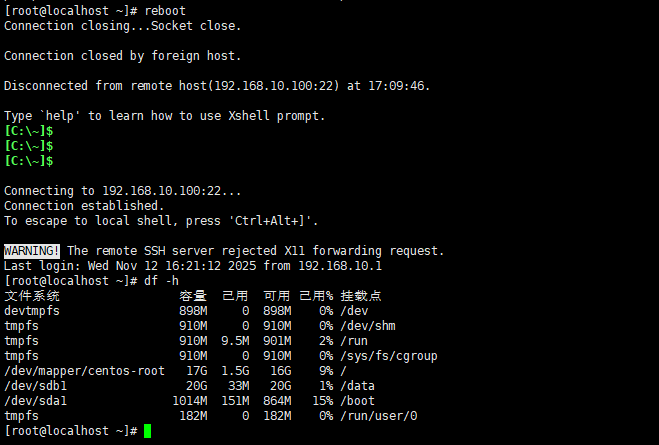 [root@localhost ~]# reboot
Connection closing...Socket close.
Connection closed by foreign host.
Disconnected from remote host(192.168.10.100:22) at 17:09:46.
Type `help' to learn how to use Xshell prompt.
[C:\~]$
[C:\~]$
[C:\~]$
Connecting to 192.168.10.100:22...
Connection established.
To escape to local shell, press 'Ctrl+Alt+]'.
WARNING! The remote SSH server rejected X11 forwarding request.
Last login: Wed Nov 12 16:21:12 2025 from 192.168.10.1
[root@localhost ~]# df -h
文件系统 容量 已用 可用 已用% 挂载点
devtmpfs 898M 0 898M 0% /dev
tmpfs 910M 0 910M 0% /dev/shm
tmpfs 910M 9.5M 901M 2% /run
tmpfs 910M 0 910M 0% /sys/fs/cgroup
/dev/mapper/centos-root 17G 1.5G 16G 9% /
/dev/sdb1 20G 33M 20G 1% /data
/dev/sda1 1014M 151M 864M 15% /boot
tmpfs 182M 0 182M 0% /run/user/0
[root@localhost ~]#